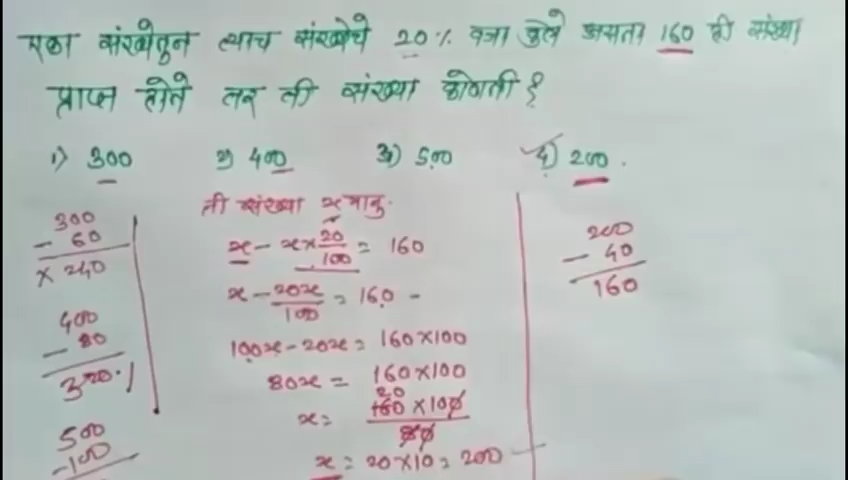 एका संख्येतून त्याच संख्येचे 20% वजा केले असता 160 ही संख्या
प्राप्त होते तर ती संख्या कोणती?
1) 300 2) 400 3) 500 4) 200.
300
- 60
× 240
400
- 80
320.
500
-100
ती संख्या x मानु.
x - x × 20/100 = 160
x - 20x/100 = 160 -
100x - 20x = 160×100
80x = 160×100
20
x = 160 × 100 / 80
x = 20×10 = 200
200
- 40
160